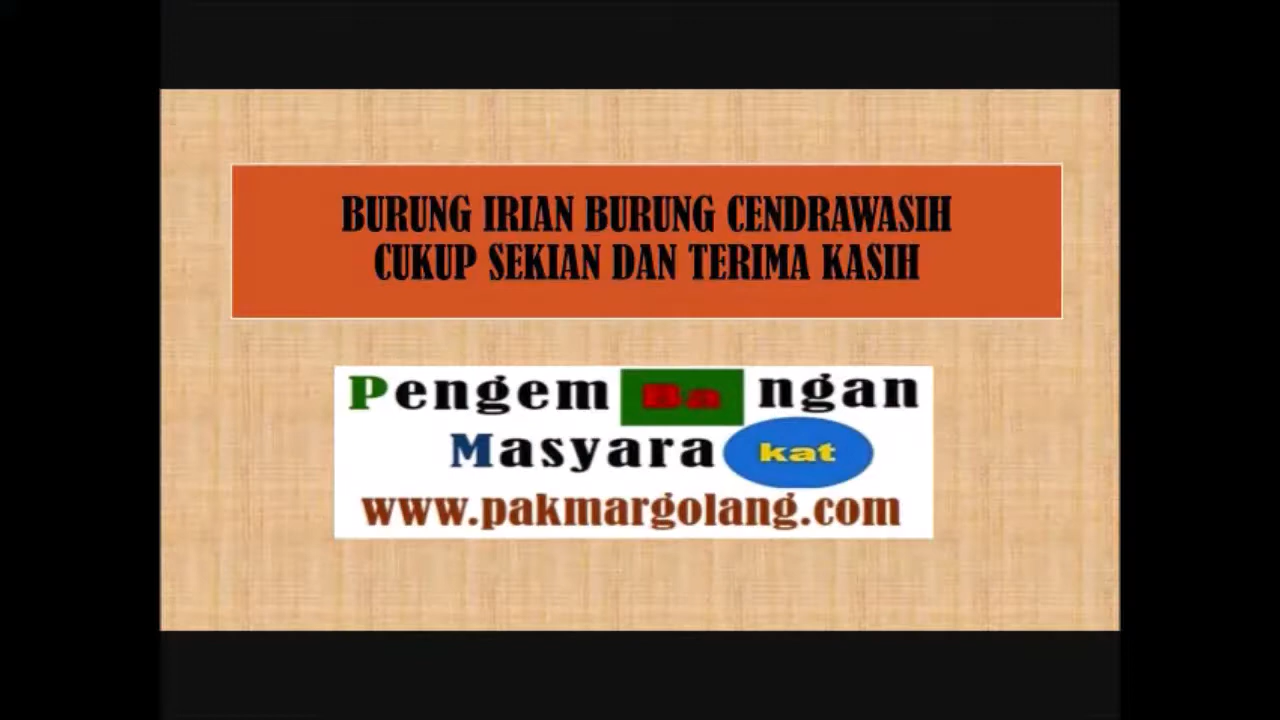 BURUNG IRIAN BURUNG CENDRAWASIH
CUKUP SEKIAN DAN TERIMA KASIH
Pengem Ba ngan
Masyara kat
www.pakmargolang.com